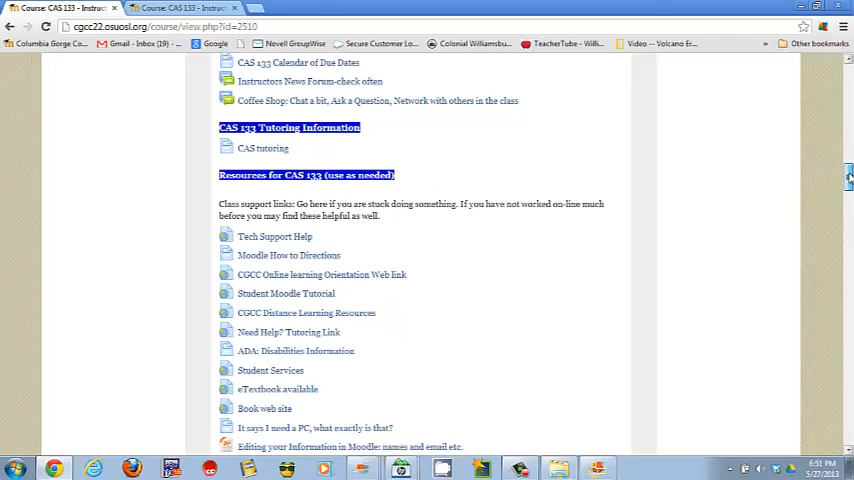 Course: CAS 133 - Instruct
Course: CAS 133 - Instruct
cgcc22.osuosl.org/course/view.php?id=2510
Columbia Gorge Co...
Gmail - Inbox (19) -...
Google
Novell GroupWise
Secure Customer Lo...
Colonial Williamsbu...
TeacherTube - Willi...
Video -- Volcano Er...
»
Other bookmarks
CAS 133 Calendar of Due Dates
Instructors News Forum-check often
Coffee Shop: Chat a bit, Ask a Question, Network with others in the class
CAS 133 Tutoring Information
CAS tutoring
Resources for CAS 133 (use as needed)
Class support links: Go here if you are stuck doing something. If you have not worked on-line much
before you may find these helpful as well.
Tech Support Help
Moodle How to Directions
CGCC Online learning Orientation Web link
Student Moodle Tutorial
CGCC Distance Learning Resources
Need Help? Tutoring Link
ADA: Disabilities Information
Student Services
eTextbook available
Book web site
It says I need a PC, what exactly is that?
Editing your Information in Moodle: names and email etc.
6:51 PM
5/27/2013